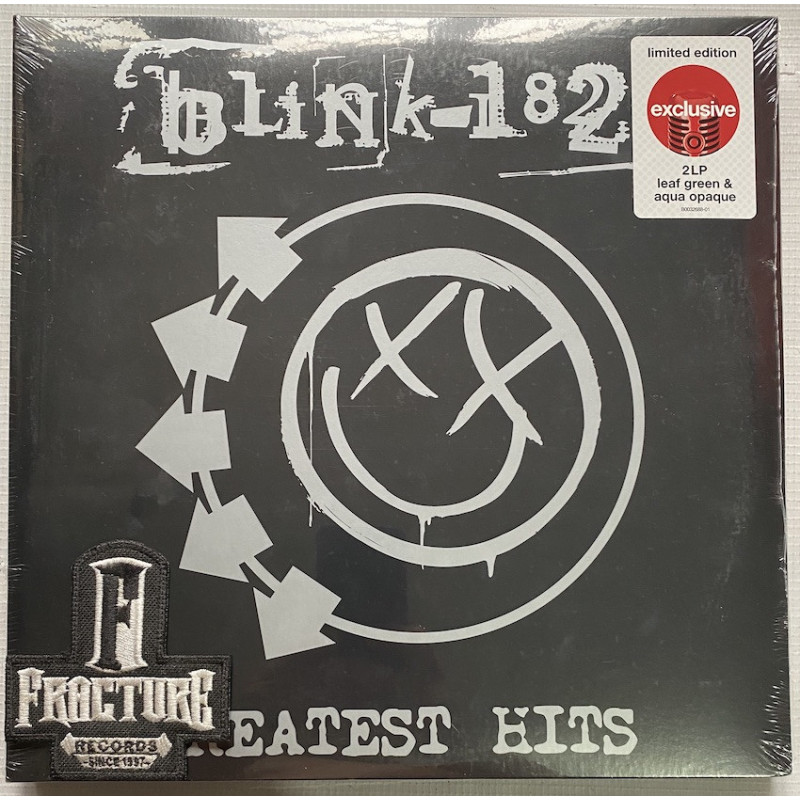 blink-182
limited edition
exclusive
2LP
leaf green &
aqua opaque
F
FRACTURE
RECORDS
-SINCE 1997-
REATEST HITS